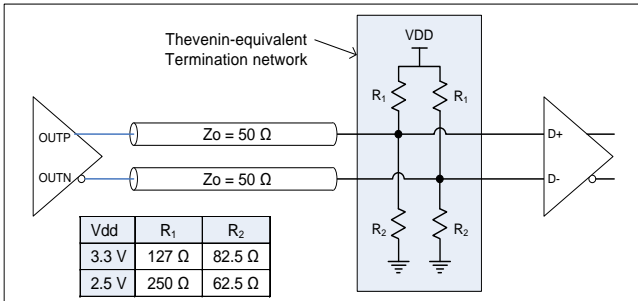 Thevenin-equivalent
Termination network
VDD
R₁ R₁
OUTP Zo = 50 Ω D+
OUTN Zo = 50 Ω D-
R₂ R₂
Vdd R₁ R₂
3.3 V 127 Ω 82.5 Ω
2.5 V 250 Ω 62.5 Ω